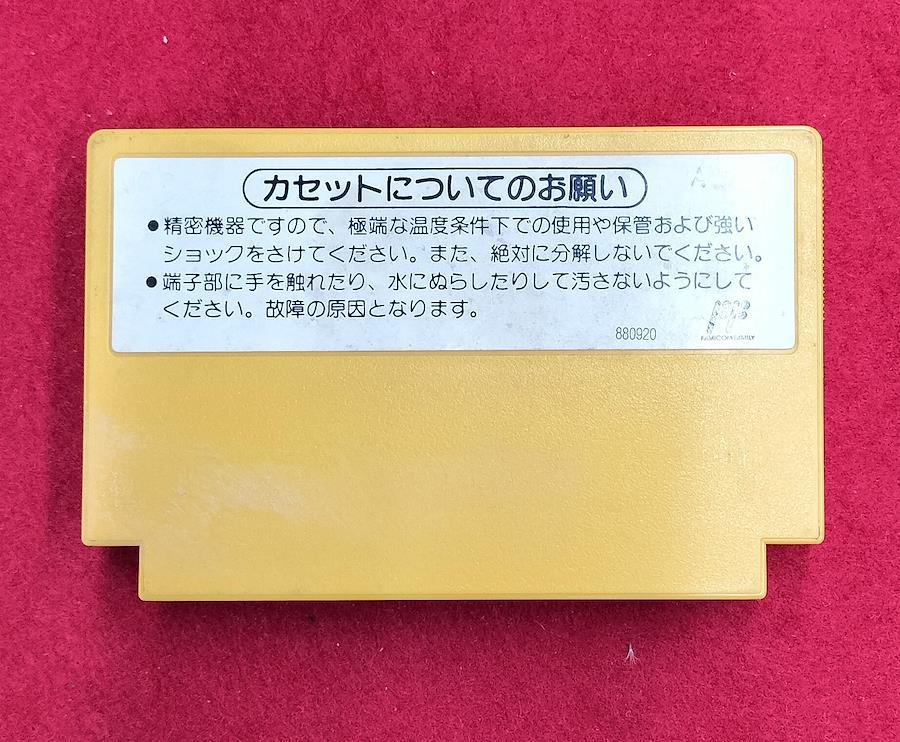 カセットについてのお願い
●精密機器ですので、極端な温度条件下での使用や保管および強い
ショックをさけてください。また、絶対に分解しないでください。
●端子部に手を触れたり、水にぬらしたりして汚さないようにして
ください。故障の原因となります。
880920
FAMICOM FAMILY